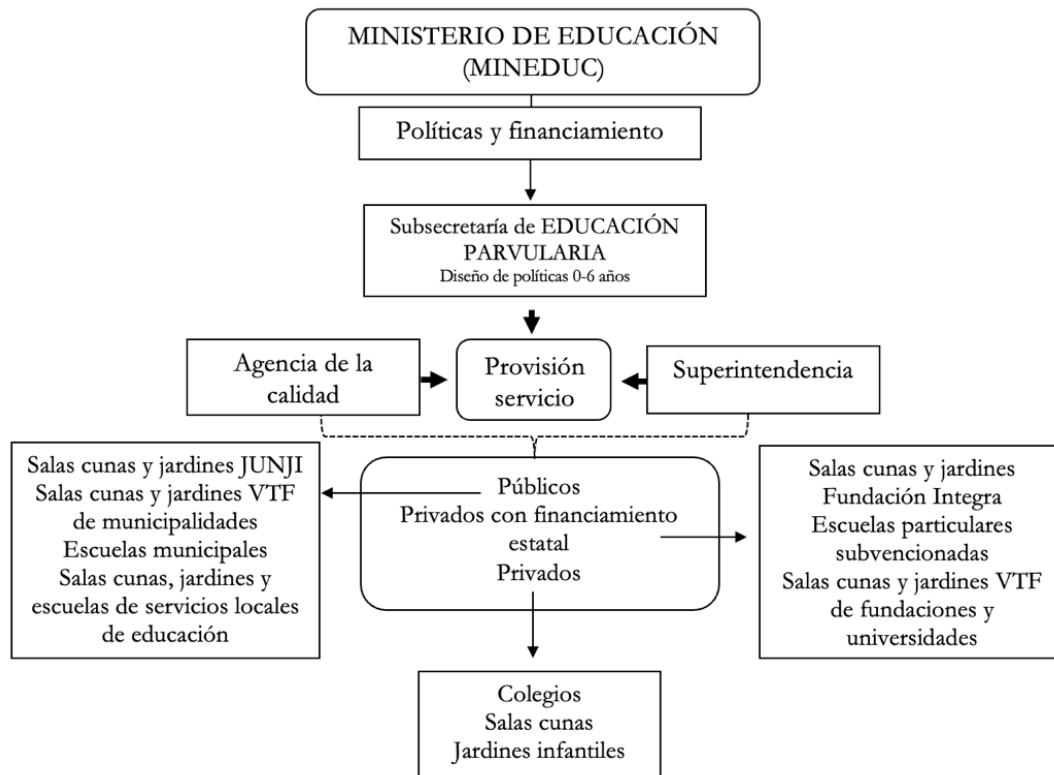 MINISTERIO DE EDUCACIÓN
(MINEDUC)
Políticas y financiamiento
Subsecretaría de EDUCACIÓN
PARVULARIA
Diseño de políticas 0-6 años
Agencia de la
calidad
Provisión
servicio
Superintendencia
Salas cunas y jardines JUNJI
Salas cunas y jardines VTF
de municipalidades
Escuelas municipales
Salas cunas, jardines y
escuelas de servicios locales
de educación
Públicos
Privados con financiamiento
estatal
Privados
Salas cunas y jardines
Fundación Integra
Escuelas particulares
subvencionadas
Salas cunas y jardines VTF
de fundaciones y
universidades
Colegios
Salas cunas
Jardines infantiles